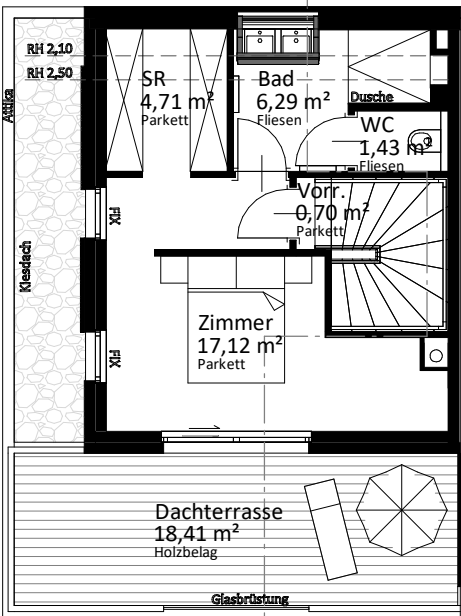 RH 2,10
RH 2,50
Attika
SR
4,71 m²
Parkett
Bad
6,29 m²
Fliesen
Dusche
WC
1,43 m²
Fliesen
Vorr.
0,70 m²
Parkett
FIX
Kiesdach
Zimmer
17,12 m²
Parkett
FIX
Dachterrasse
18,41 m²
Holzbelag
Glasbrüstung